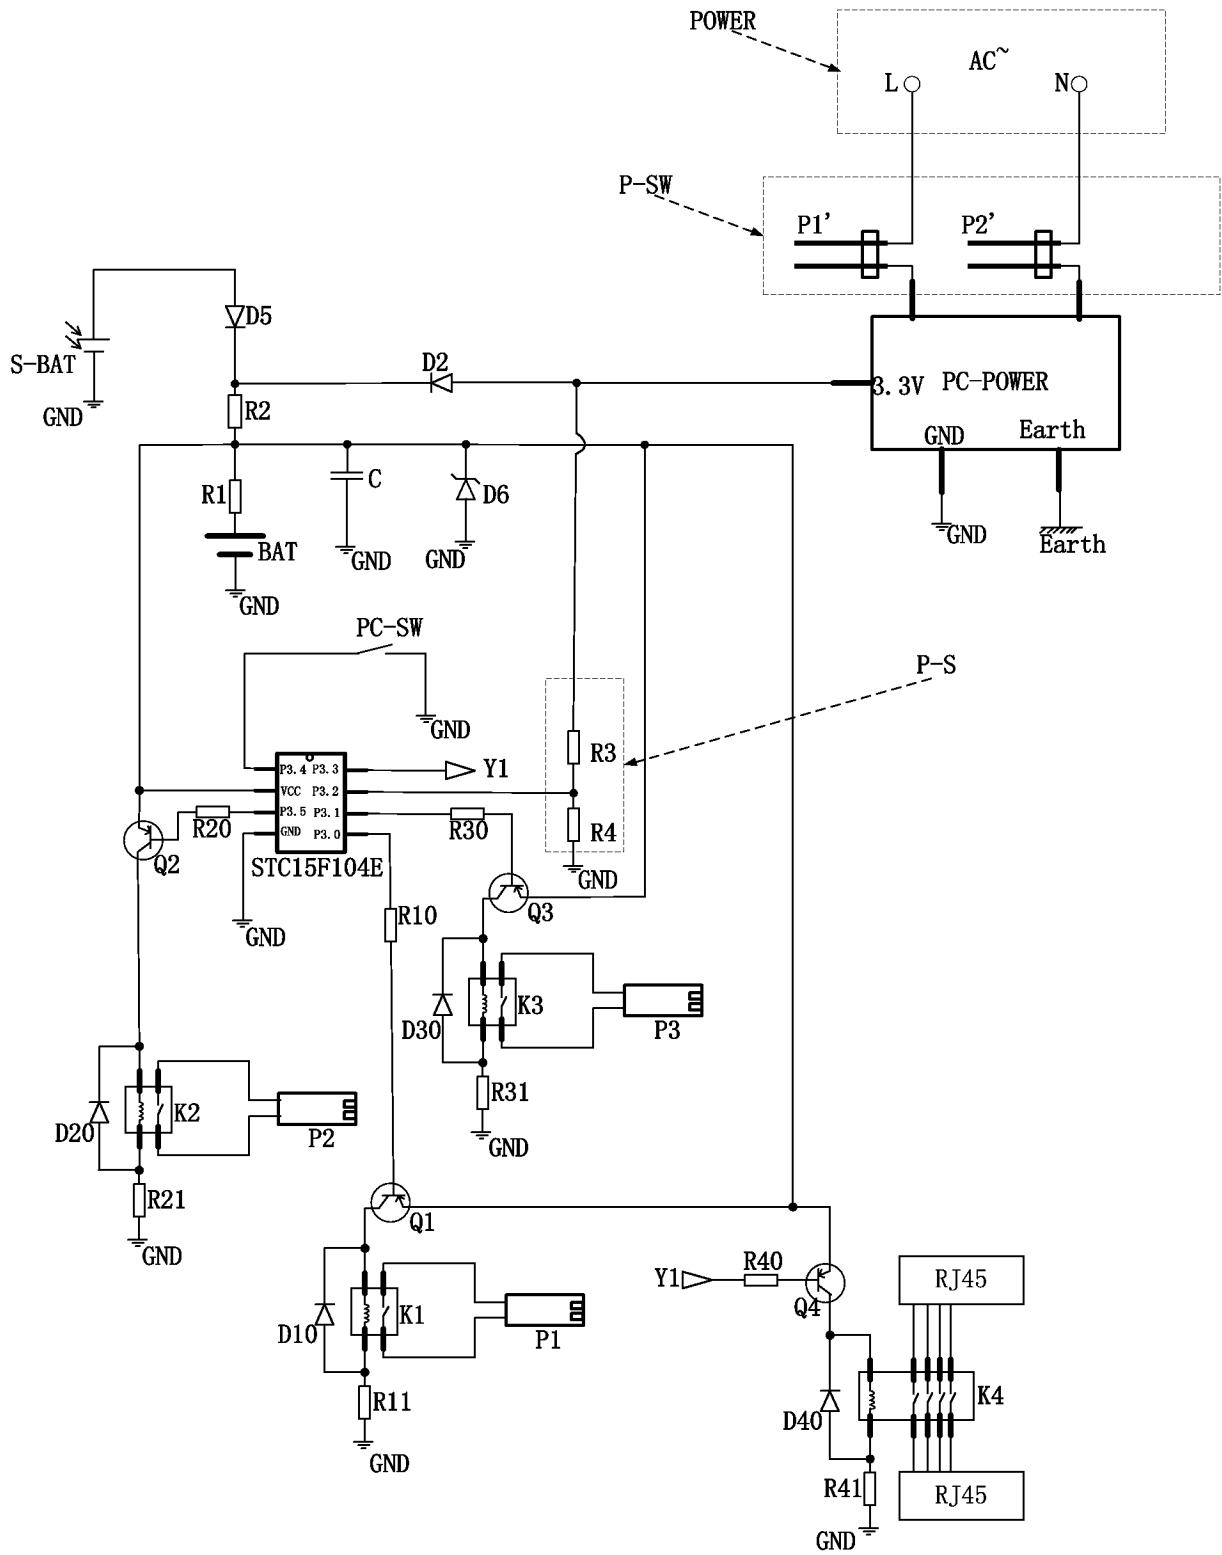 POWER
AC~
L
N
P-SW
P1'
P2'
D5
S-BAT
GND
D2
R2
3.3V
PC-POWER
GND
Earth
C
R1
D6
BAT
GND
GND
GND
GND
Earth
PC-SW
P-S
GND
R3
P3.4
P3.3
Y1
VCC
P3.2
P3.5
P3.1
R20
R30
R4
GND
P3.0
Q2
STC15F104E
GND
Q3
R10
GND
K3
D30
P3
R31
K2
D20
P2
GND
R21
Q1
GND
R40
Y1
RJ45
Q4
K1
D10
P1
R11
K4
D40
GND
R41
RJ45
GND